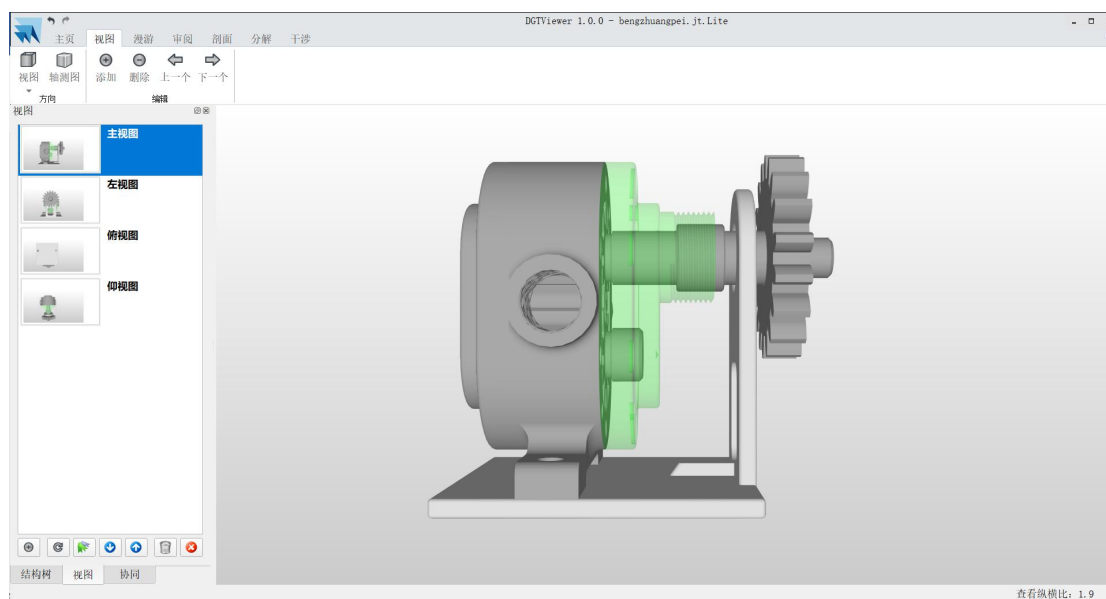 DGTViewer 1.0.0 - bengzhuangpei.jt.Lite
主页 视图 漫游 审阅 剖面 分解 干涉
视图 轴测图 添加 删除 上一个 下一个
方向 编辑
视图
主视图
左视图
俯视图
仰视图
结构树 视图 协同
查看纵横比: 1.9